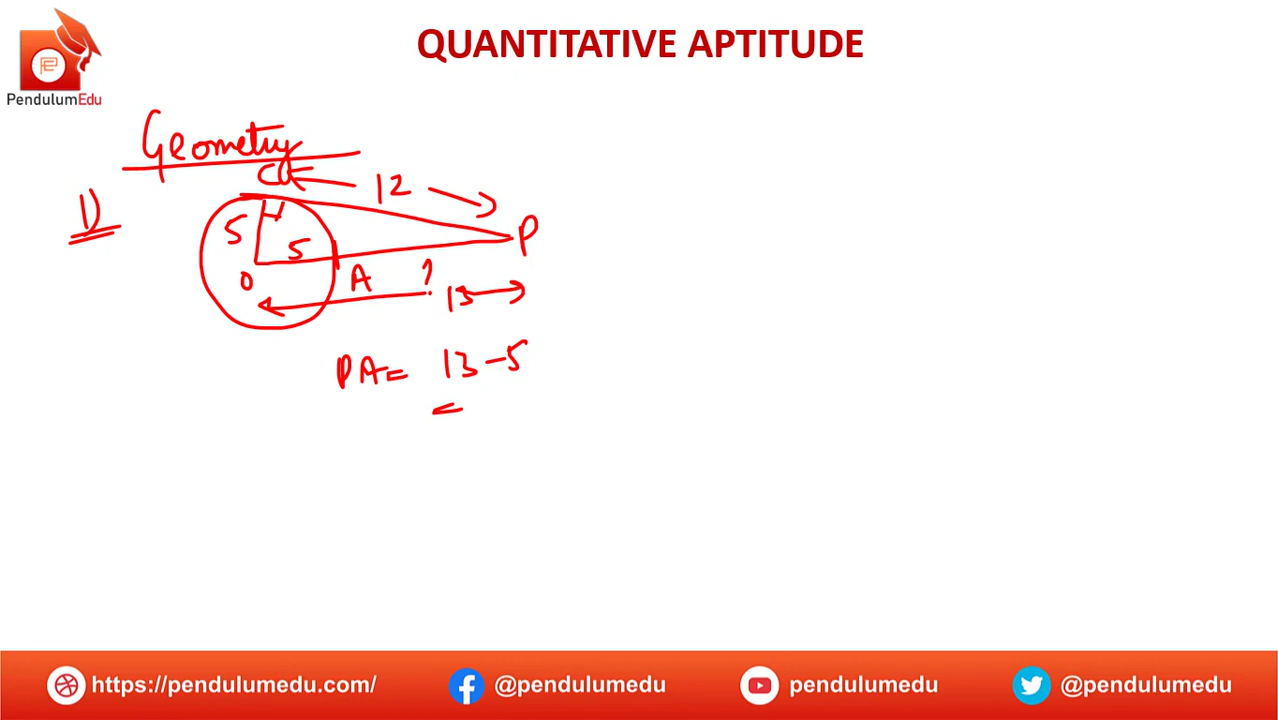 QUANTITATIVE APTITUDE
PendulumEdu
Geometry
12
1)
5
5
P
O
A
?
13
PA = 13 - 5
https://pendulumedu.com/
@pendulumedu
pendulumedu
@pendulumedu